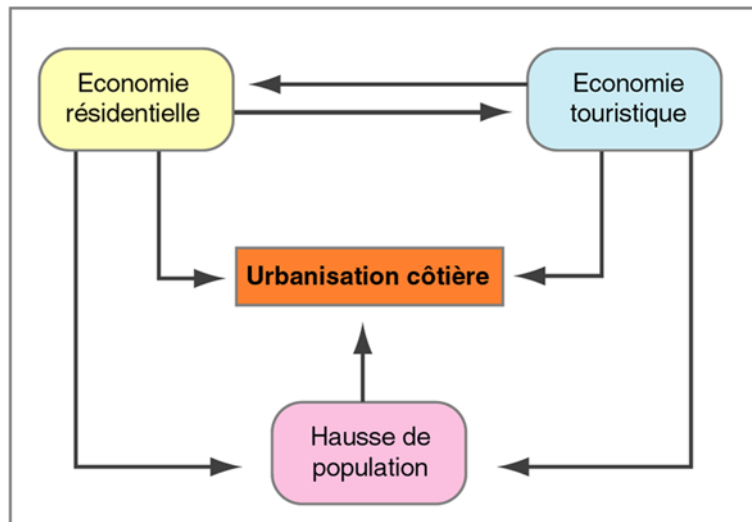 Economie
résidentielle
Economie
touristique
Urbanisation côtière
Hausse de
population